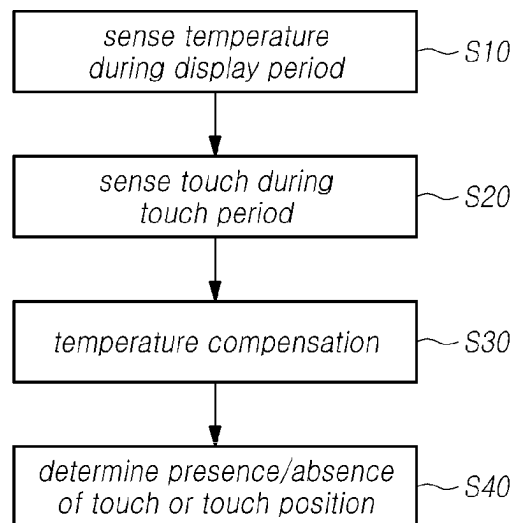 sense temperature
during display period
S10
sense touch during
touch period
S20
temperature compensation
S30
determine presence/absence
of touch or touch position
S40